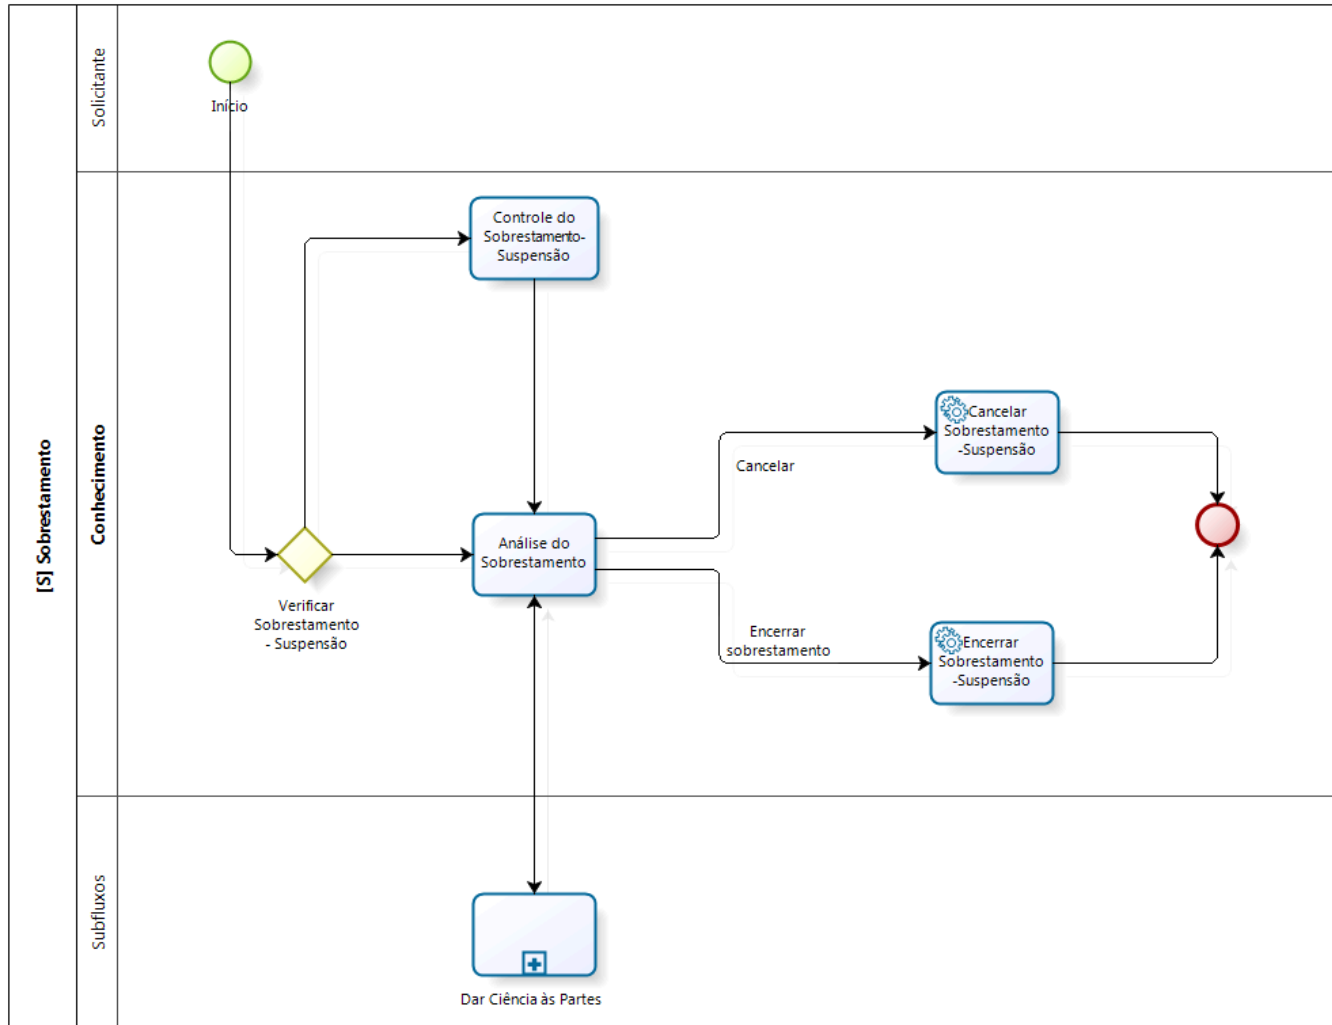 [S] Sobrestamento
Solicitante
Início
Conhecimento
Controle do
Sobrestamento-
Suspensão
Verificar
Sobrestamento
- Suspensão
Análise do
Sobrestamento
Cancelar
Encerrar
sobrestamento
Cancelar
Sobrestamento
-Suspensão
Encerrar
Sobrestamento
-Suspensão
Subfluxos
Dar Ciência às Partes